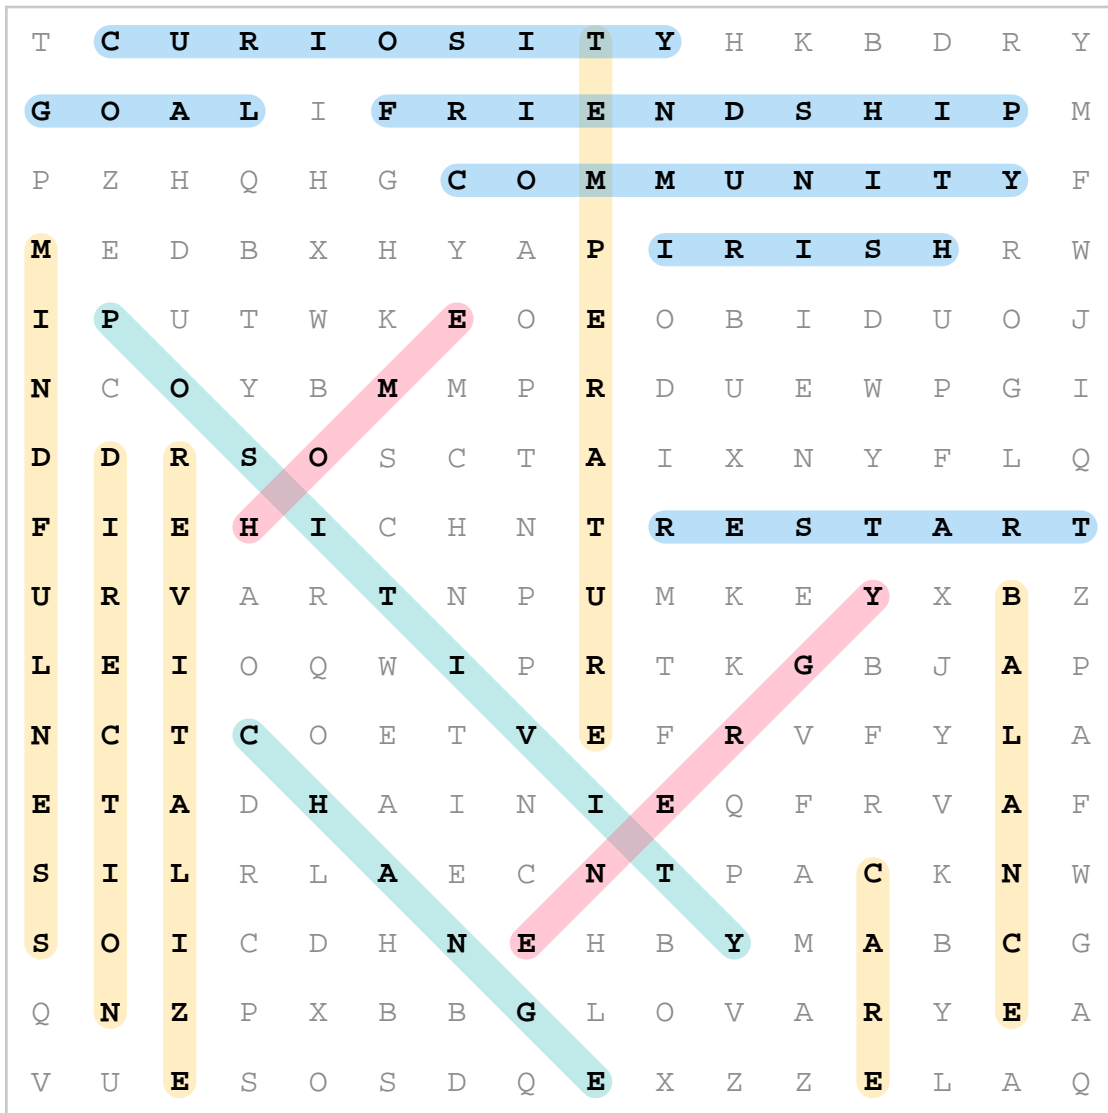 T C U R I O S I T Y H K B D R Y
G O A L I F R I E N D S H I P M
P Z H Q H G C O M M U N I T Y F
M E D B X H Y A P I R I S H R W
I P U T W K E O E O B I D U O J
N C O Y B M M P R D U E W P G I
D D R S O S C T A I X N Y F L Q
F I E H I C H N T R E S T A R T
U R V A R T N P U M K E Y X B Z
L E I O Q W I P R T K G B J A P
N C T C O E T V E F R V F Y L A
E T A D H A I N I E Q F R V A F
S I L R L A E C N T P A C K N W
S O I C D H N E H B Y M A B C G
Q N Z P X B B G L O V A R Y E A
V U E S O S D Q E X Z Z E L A Q